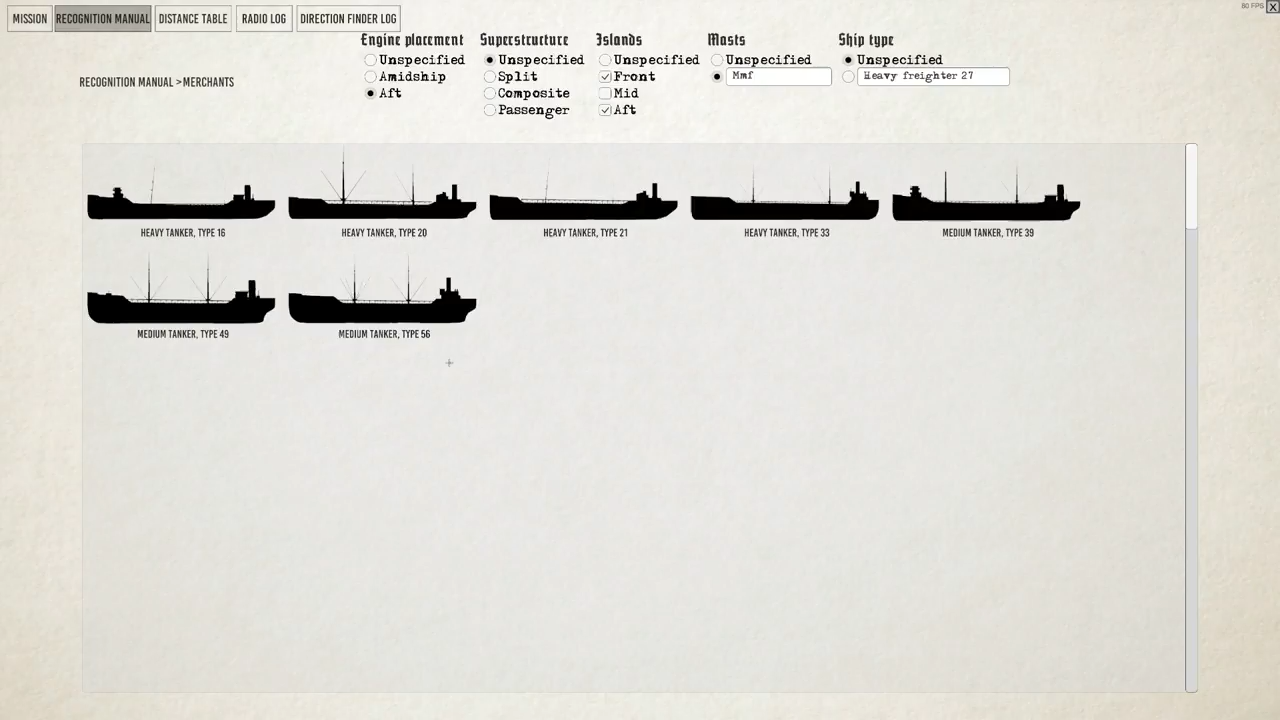 MISSION RECOGNITION MANUAL DISTANCE TABLE RADIO LOG DIRECTION FINDER LOG
80 FPS X
Engine placement Superstructure Islands Masts Ship type
Unspecified Unspecified Unspecified Unspecified Unspecified
Amidship Split Front Mmf Heavy freighter 27
RECOGNITION MANUAL > MERCHANTS
Aft Composite Mid
Passenger Aft
HEAVY TANKER, TYPE 16 HEAVY TANKER, TYPE 20 HEAVY TANKER, TYPE 21 HEAVY TANKER, TYPE 33 MEDIUM TANKER, TYPE 39
MEDIUM TANKER, TYPE 49 MEDIUM TANKER, TYPE 56